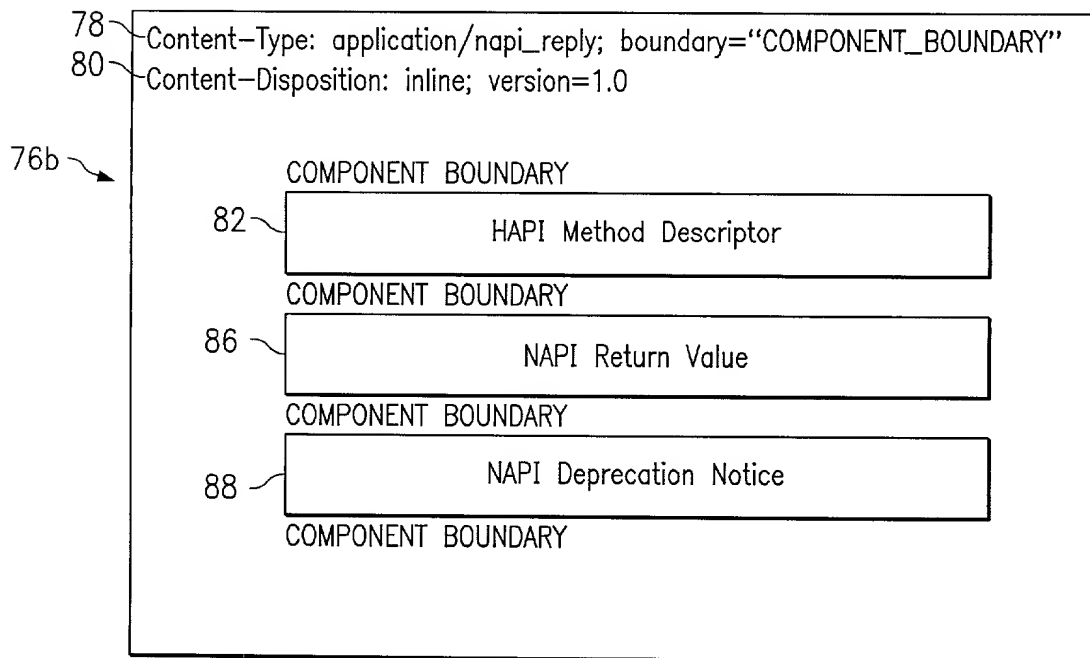 78 Content-Type: application/napi_reply; boundary=“COMPONENT_BOUNDARY”
80 Content-Disposition: inline; version=1.0
76b
COMPONENT BOUNDARY
82 HAPI Method Descriptor
COMPONENT BOUNDARY
86 NAPI Return Value
COMPONENT BOUNDARY
88 NAPI Deprecation Notice
COMPONENT BOUNDARY